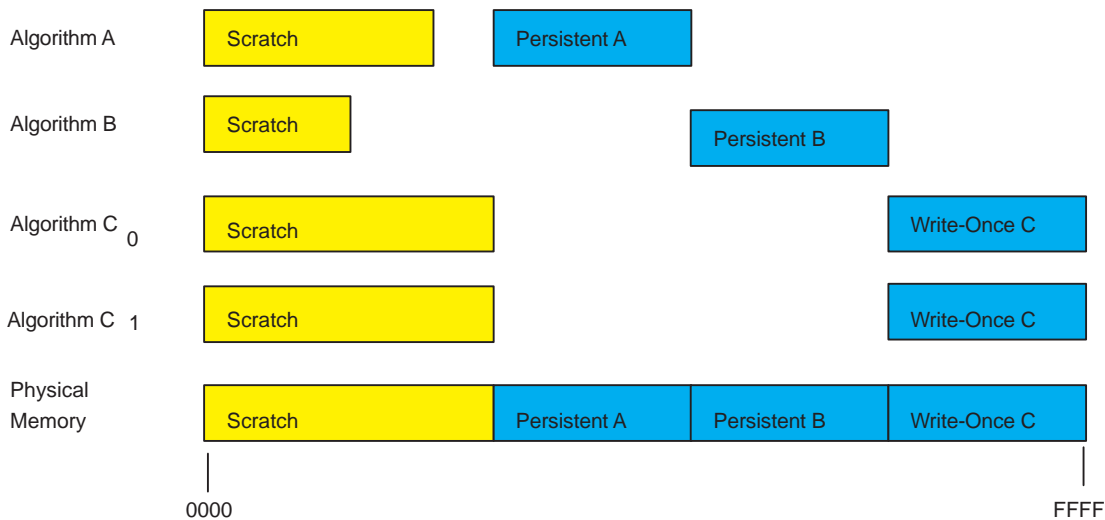 Algorithm A Scratch Persistent A
Algorithm B Scratch Persistent B
Algorithm C 0 Scratch Write-Once C
Algorithm C 1 Scratch Write-Once C
Physical
Memory Scratch Persistent A Persistent B Write-Once C
0000 FFFF